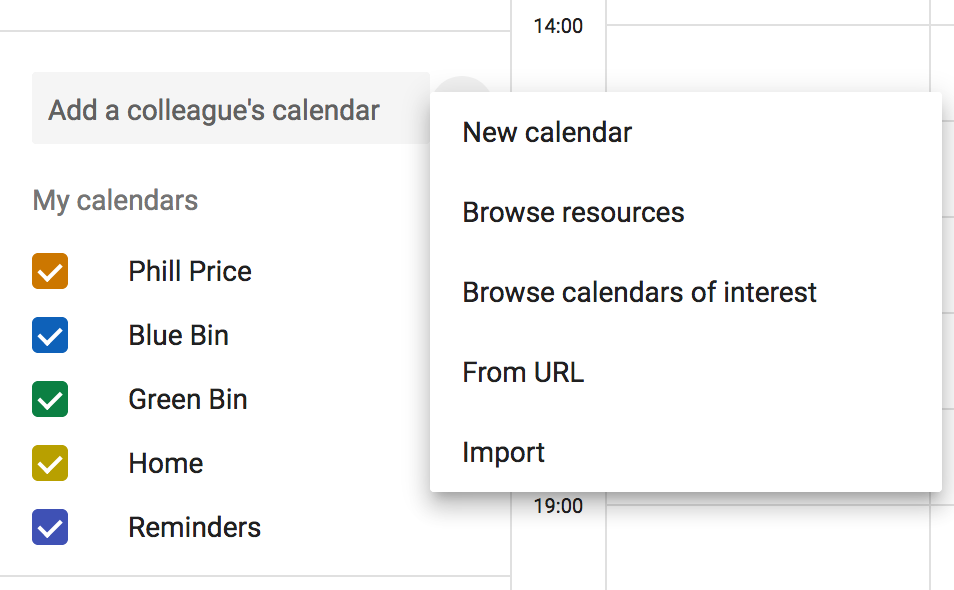 14:00
Add a colleague's calendar
My calendars
Phill Price
Blue Bin
Green Bin
Home
Reminders
New calendar
Browse resources
Browse calendars of interest
From URL
Import
19:00